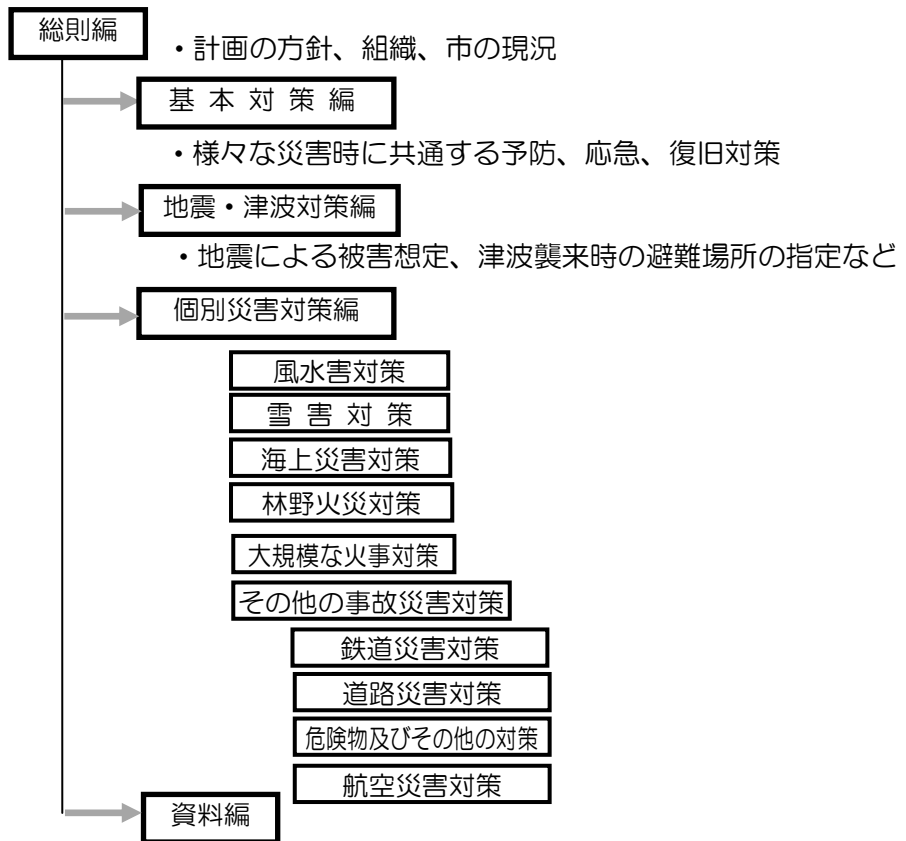 総則編
・計画の方針、組織、市の現況
基 本 対 策 編
・様々な災害時に共通する予防、応急、復旧対策
地震・津波対策編
・地震による被害想定、津波襲来時の避難場所の指定など
個別災害対策編
風水害対策
雪 害 対 策
海上災害対策
林野火災対策
大規模な火事対策
その他の事故災害対策
鉄道災害対策
道路災害対策
危険物及びその他の対策
航空災害対策
資料編